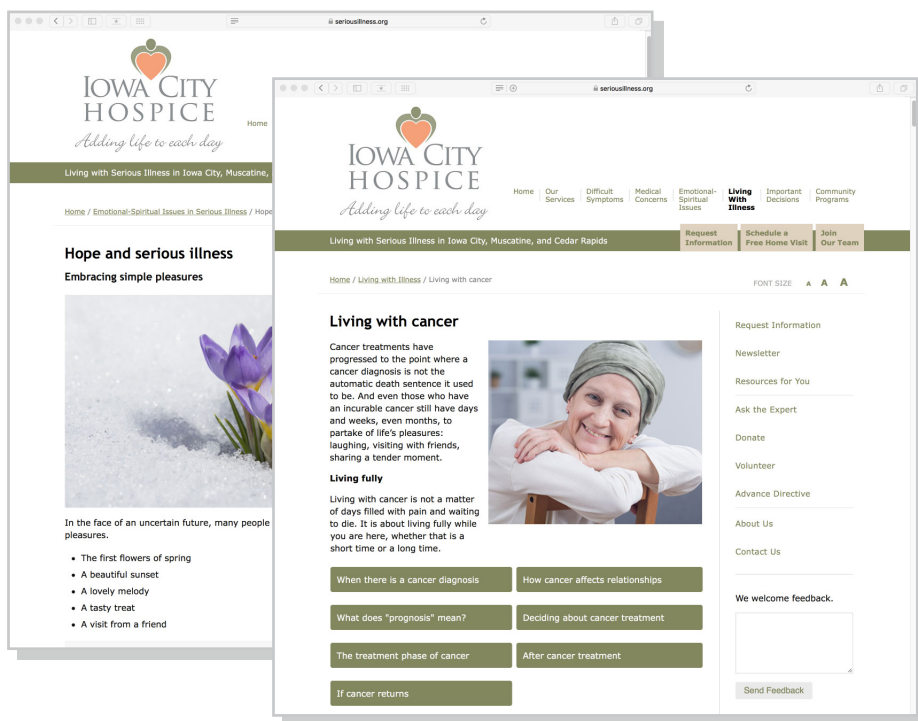 seriousillness.org
IOWA CITY
HOSPICE
Adding life to each day
Home
Living with Serious Illness in Iowa City, Muscatine,
Home / Emotional-Spiritual Issues in Serious Illness / Hope
Hope and serious illness
Embracing simple pleasures
In the face of an uncertain future, many people
pleasures.
• The first flowers of spring
• A beautiful sunset
• A lovely melody
• A tasty treat
• A visit from a friend
seriousillness.org
IOWA CITY
HOSPICE
Adding life to each day
Home
Our
Services
Difficult
Symptoms
Medical
Concerns
Emotional-
Spiritual
Issues
Living
With
Illness
Important
Decisions
Community
Programs
Living with Serious Illness in Iowa City, Muscatine, and Cedar Rapids
Request
Information
Schedule a
Free Home Visit
Join
Our Team
Home / Living with Illness / Living with cancer
FONT SIZE A A A
Living with cancer
Cancer treatments have
progressed to the point where a
cancer diagnosis is not the
automatic death sentence it used
to be. And even those who have
an incurable cancer still have days
and weeks, even months, to
partake of life's pleasures:
laughing, visiting with friends,
sharing a tender moment.
Living fully
Living with cancer is not a matter
of days filled with pain and waiting
to die. It is about living fully while
you are here, whether that is a
short time or a long time.
When there is a cancer diagnosis
How cancer affects relationships
What does "prognosis" mean?
Deciding about cancer treatment
The treatment phase of cancer
After cancer treatment
If cancer returns
Request Information
Newsletter
Resources for You
Ask the Expert
Donate
Volunteer
Advance Directive
About Us
Contact Us
We welcome feedback.
Send Feedback